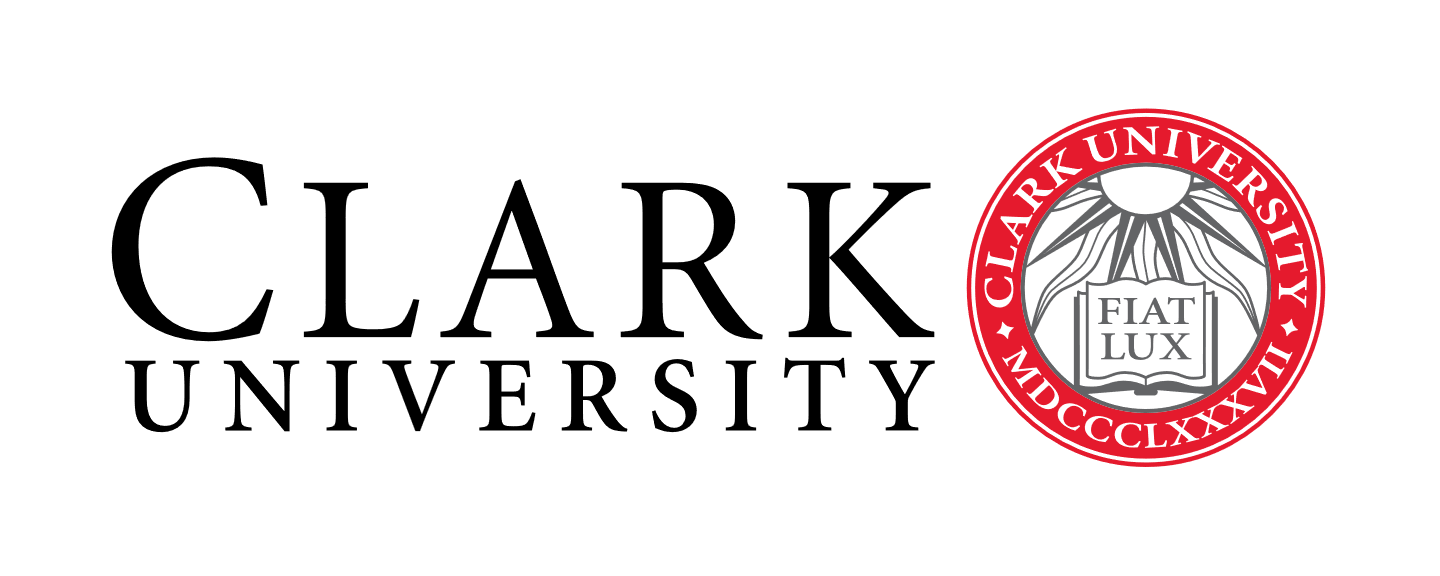 CLARK
UNIVERSITY
CLARK UNIVERSITY
FIAT
LUX
MDCCCLXXXVII